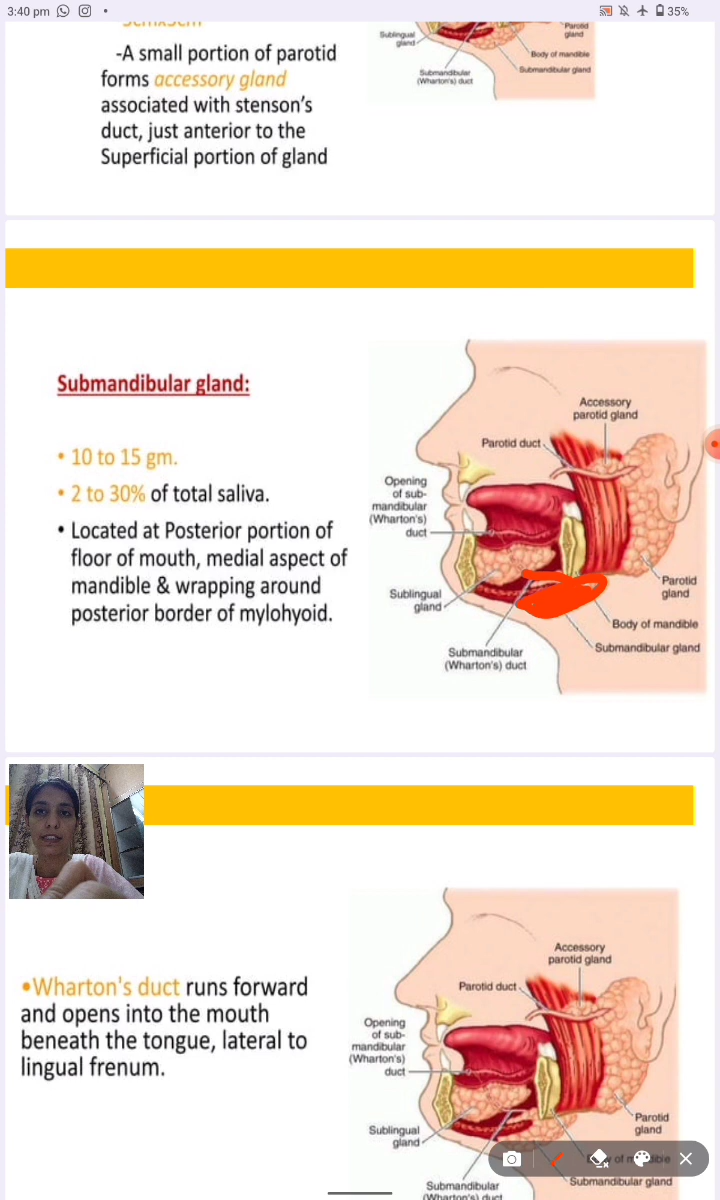 3:40 pm
35%
5cmx3cm
-A small portion of parotid
forms accessory gland
associated with stenson's
duct, just anterior to the
Superficial portion of gland
Sublingual
gland
Submandibular
(Wharton's) duct
Parotid
gland
Body of mandible
Submandibular gland
Submandibular gland:
• 10 to 15 gm.
• 2 to 30% of total saliva.
• Located at Posterior portion of
floor of mouth, medial aspect of
mandible & wrapping around
posterior border of mylohyoid.
Accessory
parotid gland
Parotid duct
Opening
of sub-
mandibular
(Wharton's)
duct
Sublingual
gland
Submandibular
(Wharton's) duct
Parotid
gland
Body of mandible
Submandibular gland
•Wharton's duct runs forward
and opens into the mouth
beneath the tongue, lateral to
lingual frenum.
Accessory
parotid gland
Parotid duct
Opening
of sub-
mandibular
(Wharton's)
duct
Sublingual
gland
Submandibular
(Wharton's) duct
Parotid
gland
Submandibular gland